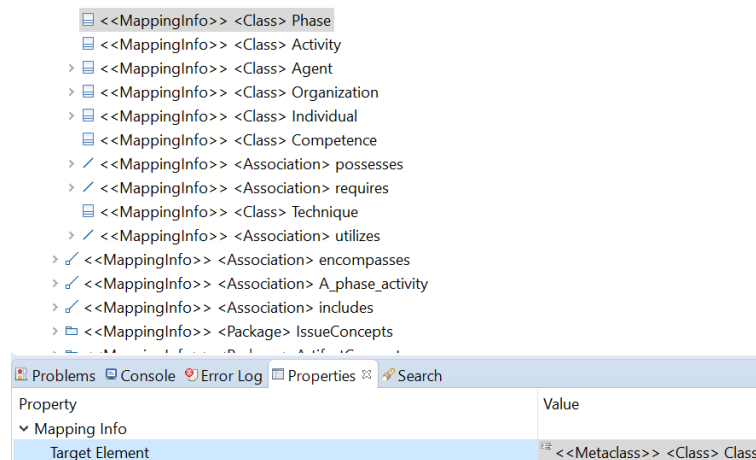 <<MappingInfo>> <Class> Phase
<<MappingInfo>> <Class> Activity
<<MappingInfo>> <Class> Agent
<<MappingInfo>> <Class> Organization
<<MappingInfo>> <Class> Individual
<<MappingInfo>> <Class> Competence
<<MappingInfo>> <Association> possesses
<<MappingInfo>> <Association> requires
<<MappingInfo>> <Class> Technique
<<MappingInfo>> <Association> utilizes
<<MappingInfo>> <Association> encompasses
<<MappingInfo>> <Association> A_phase_activity
<<MappingInfo>> <Association> includes
<<MappingInfo>> <Package> IssueConcepts
Problems Console Error Log Properties Search
Property Value
Mapping Info
Target Element <<Metaclass>> <Class> Class